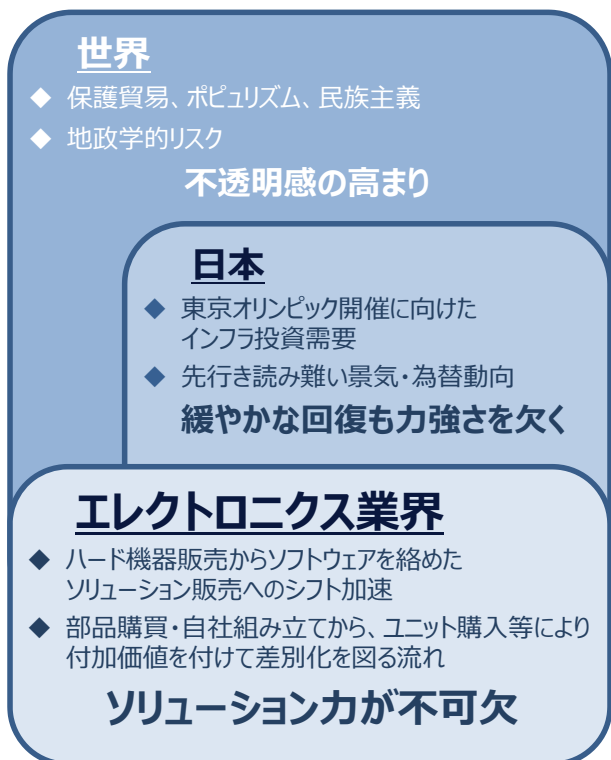 世界
◆ 保護貿易、ポピュリズム、民族主義
◆ 地政学的リスク
不透明感の高まり
日本
◆ 東京オリンピック開催に向けた
インフラ投資需要
◆ 先行き読み難い景気・為替動向
緩やかな回復も力強さを欠く
エレクトロニクス業界
◆ ハード機器販売からソフトウェアを絡めた
ソリューション販売へのシフト加速
◆ 部品購買・自社組み立てから、ユニット購入等により
付加価値を付けて差別化を図る流れ
ソリューション力が不可欠